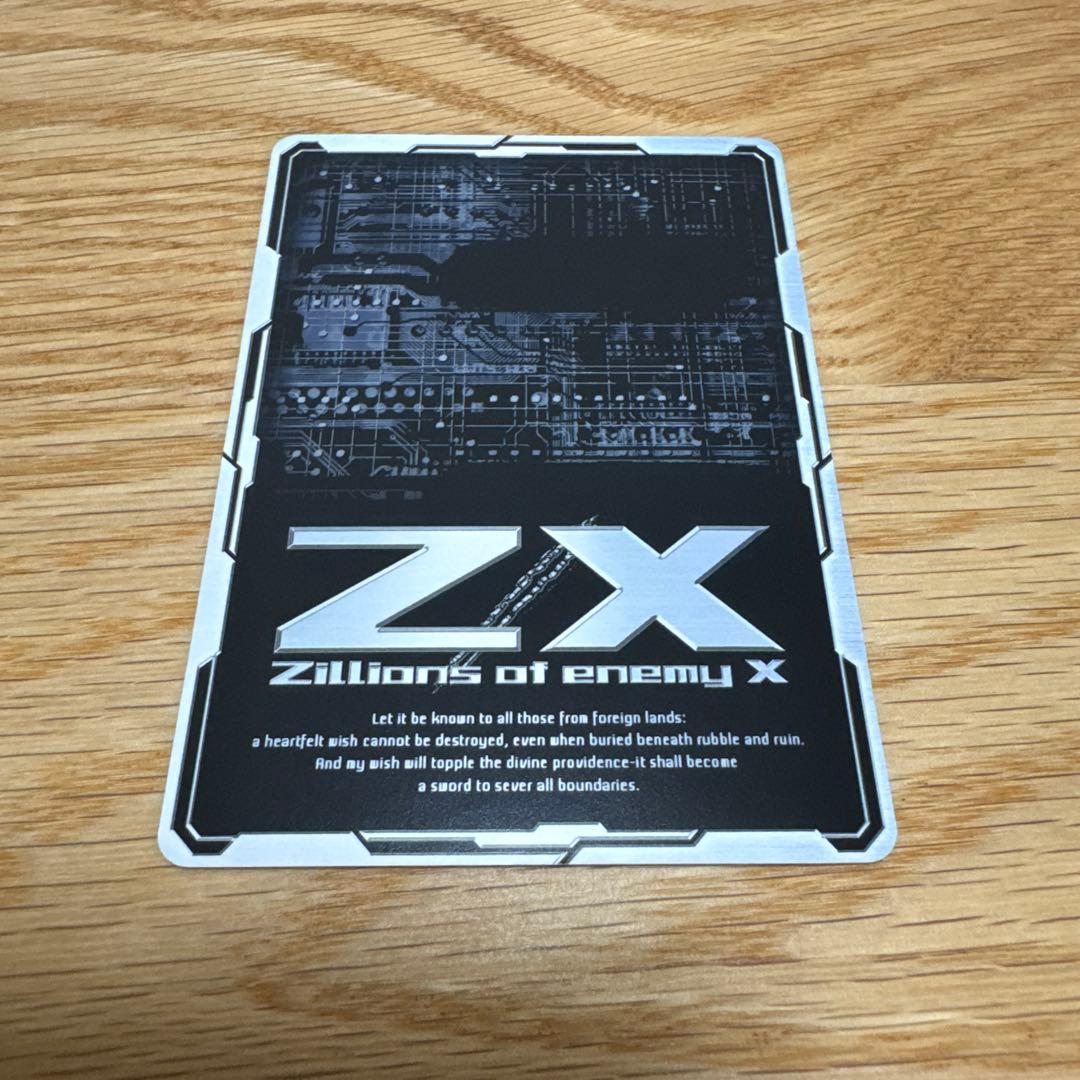 Z/X
Zillions of enemy X
Let it be known to all those from foreign lands:
a heartfelt wish cannot be destroyed, even when buried beneath rubble and ruin.
And my wish will topple the divine providence-it shall become
a sword to sever all boundaries.